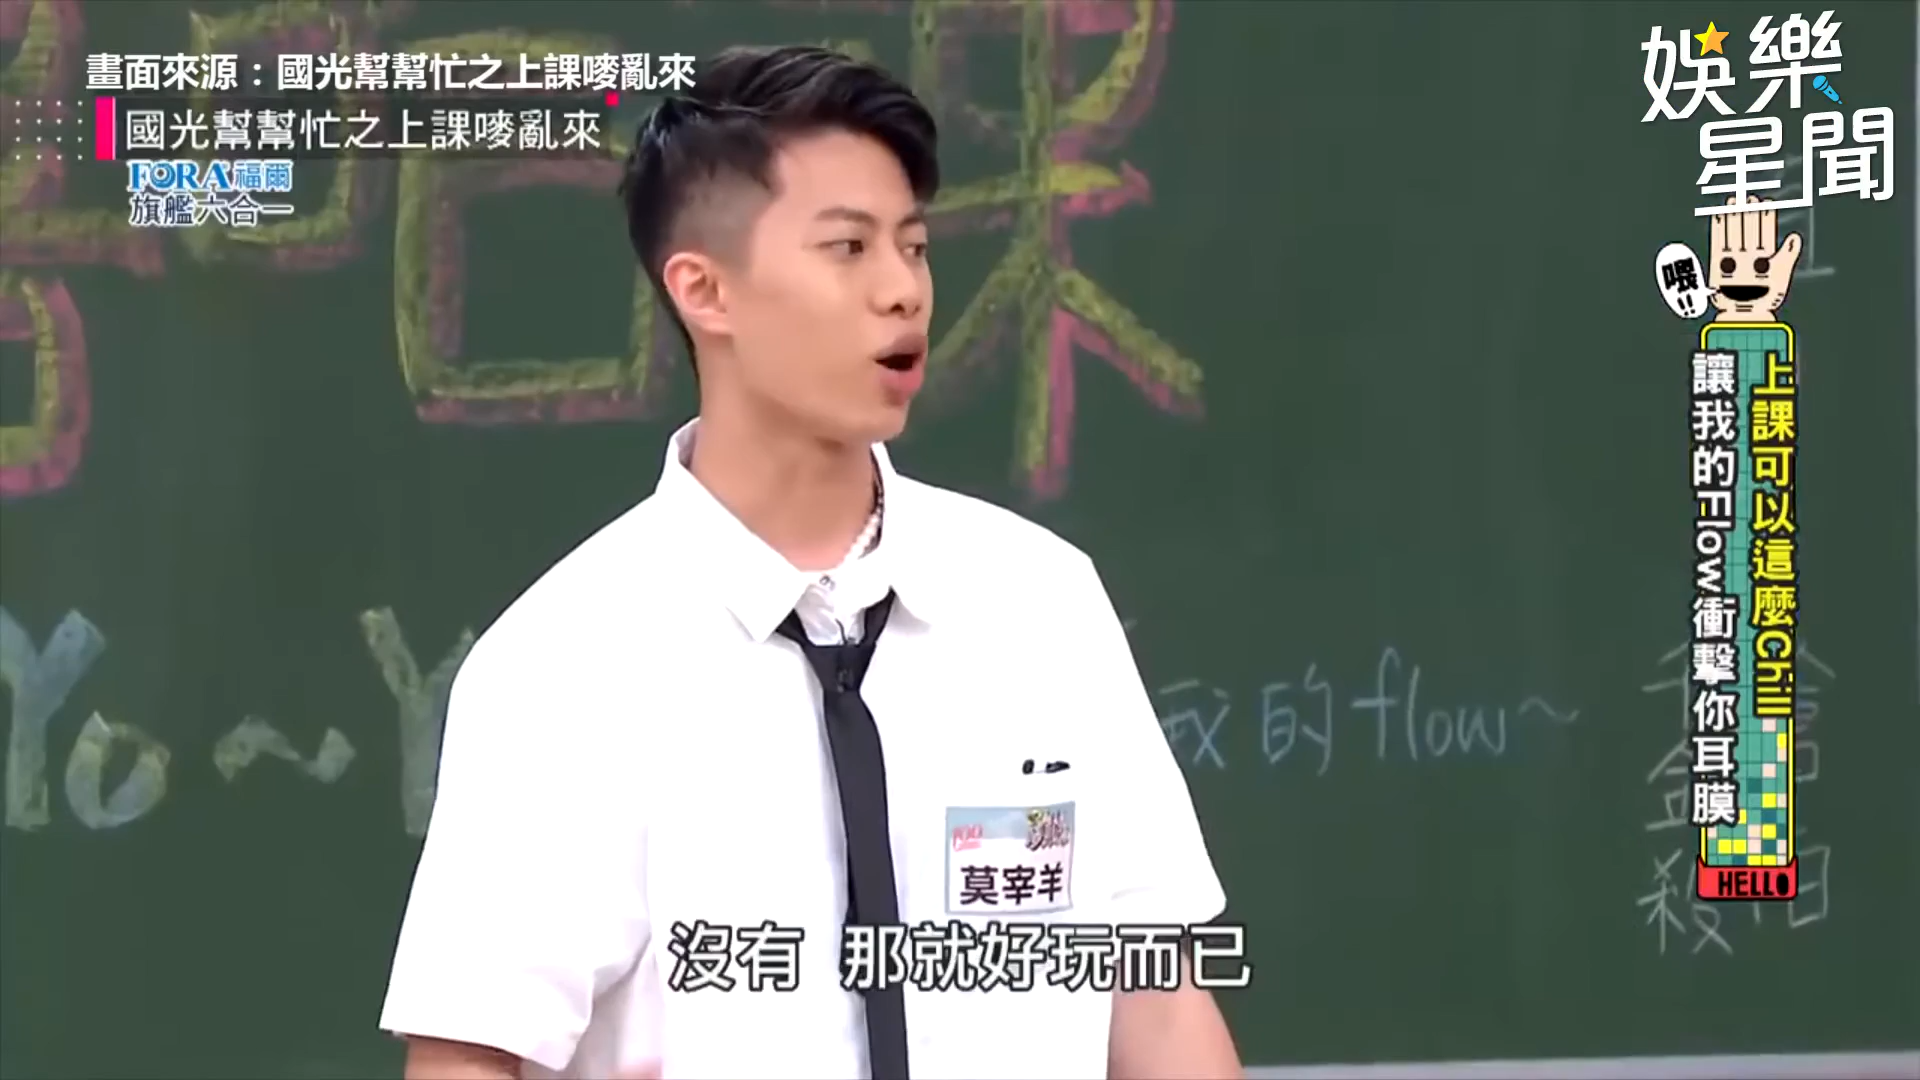 畫面來源：國光幫幫忙之上課嘜亂來
國光幫幫忙之上課嘜亂來
FORA福爾
旗艦六合一
娛樂
星聞
喂!!
上課可以這麼Chill
讓我的Flow衝擊你耳膜
HELLO
我的flow~
莫宰羊
沒有 那就好玩而已